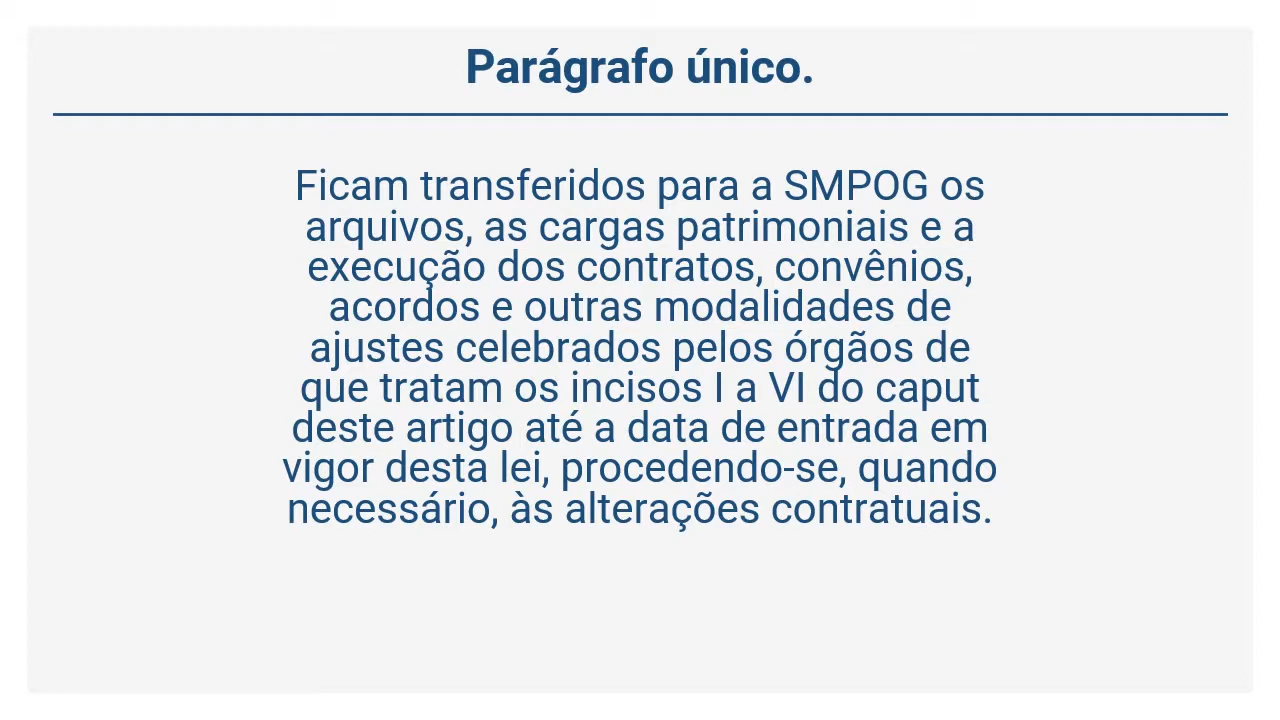 Parágrafo único.
Ficam transferidos para a SMPOG os
arquivos, as cargas patrimoniais e a
execução dos contratos, convênios,
acordos e outras modalidades de
ajustes celebrados pelos órgãos de
que tratam os incisos I a VI do caput
deste artigo até a data de entrada em
vigor desta lei, procedendo-se, quando
necessário, às alterações contratuais.